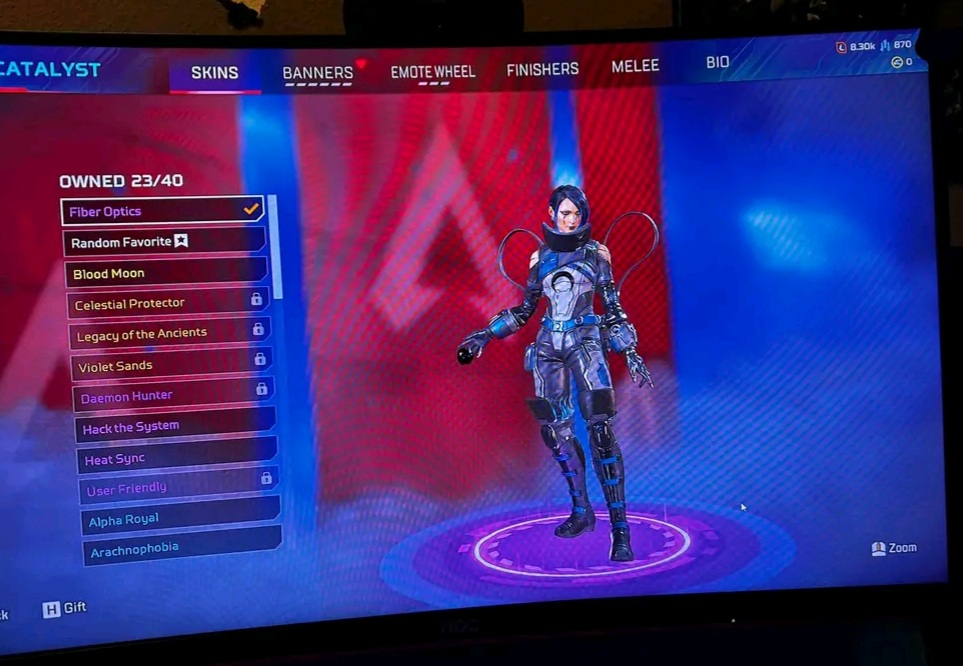 CATALYST
SKINS
BANNERS
EMOTE WHEEL
FINISHERS
MELEE
BIO
8.30k
870
0
OWNED 23/40
Fiber Optics
Random Favorite
Blood Moon
Celestial Protector
Legacy of the Ancients
Violet Sands
Daemon Hunter
Hack the System
Heat Sync
User Friendly
Alpha Royal
Arachnophobia
H Gift
Zoom